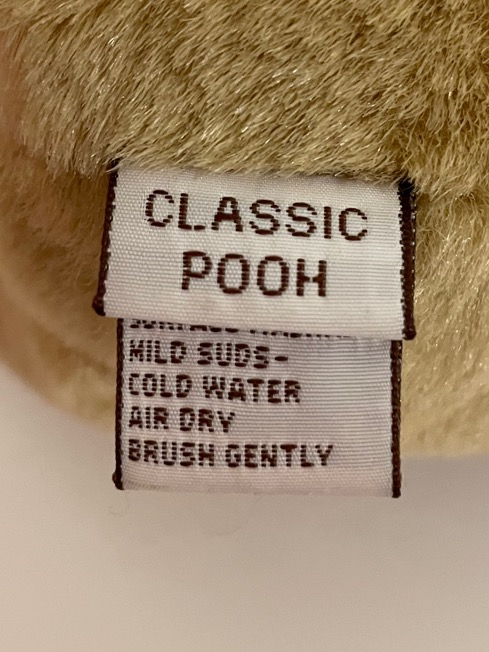 CLASSIC
POOH
MILD SUDS-
COLD WATER
AIR DRY
BRUSH GENTLY